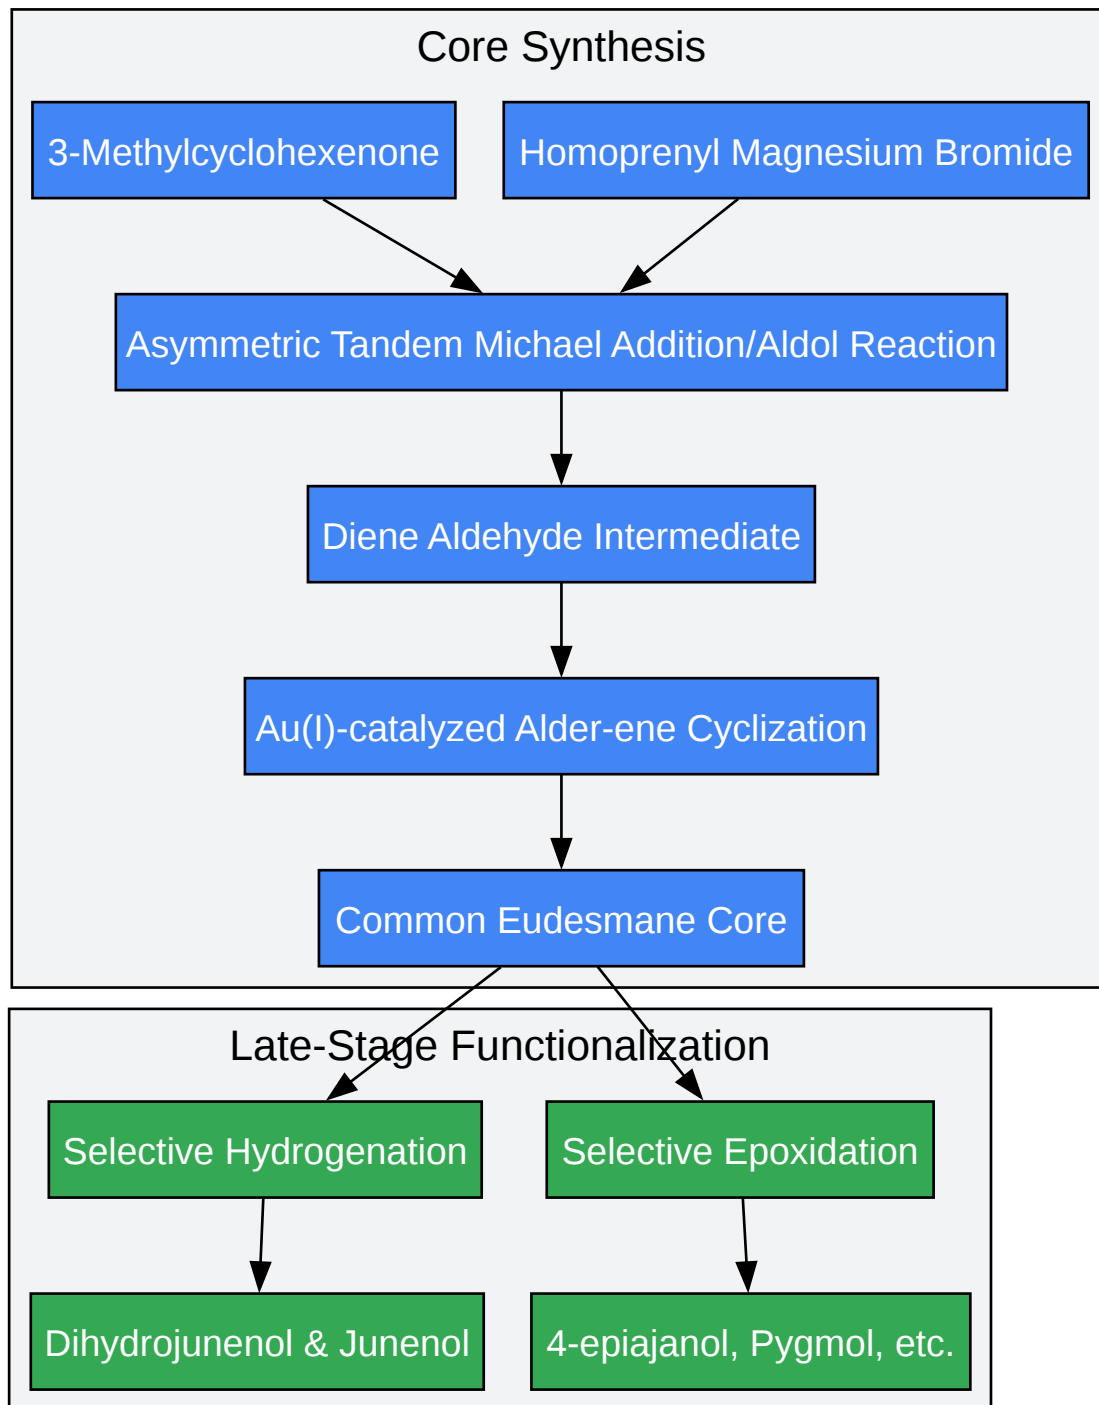 Core Synthesis
3-Methylcyclohexenone
Homoprenyl Magnesium Bromide
Asymmetric Tandem Michael Addition/Aldol Reaction
Diene Aldehyde Intermediate
Au(I)-catalyzed Alder-ene Cyclization
Common Eudesmane Core
Late-Stage Functionalization
Selective Hydrogenation
Selective Epoxidation
Dihydrojunenol & Junenol
4-epiajanol, Pygmol, etc.